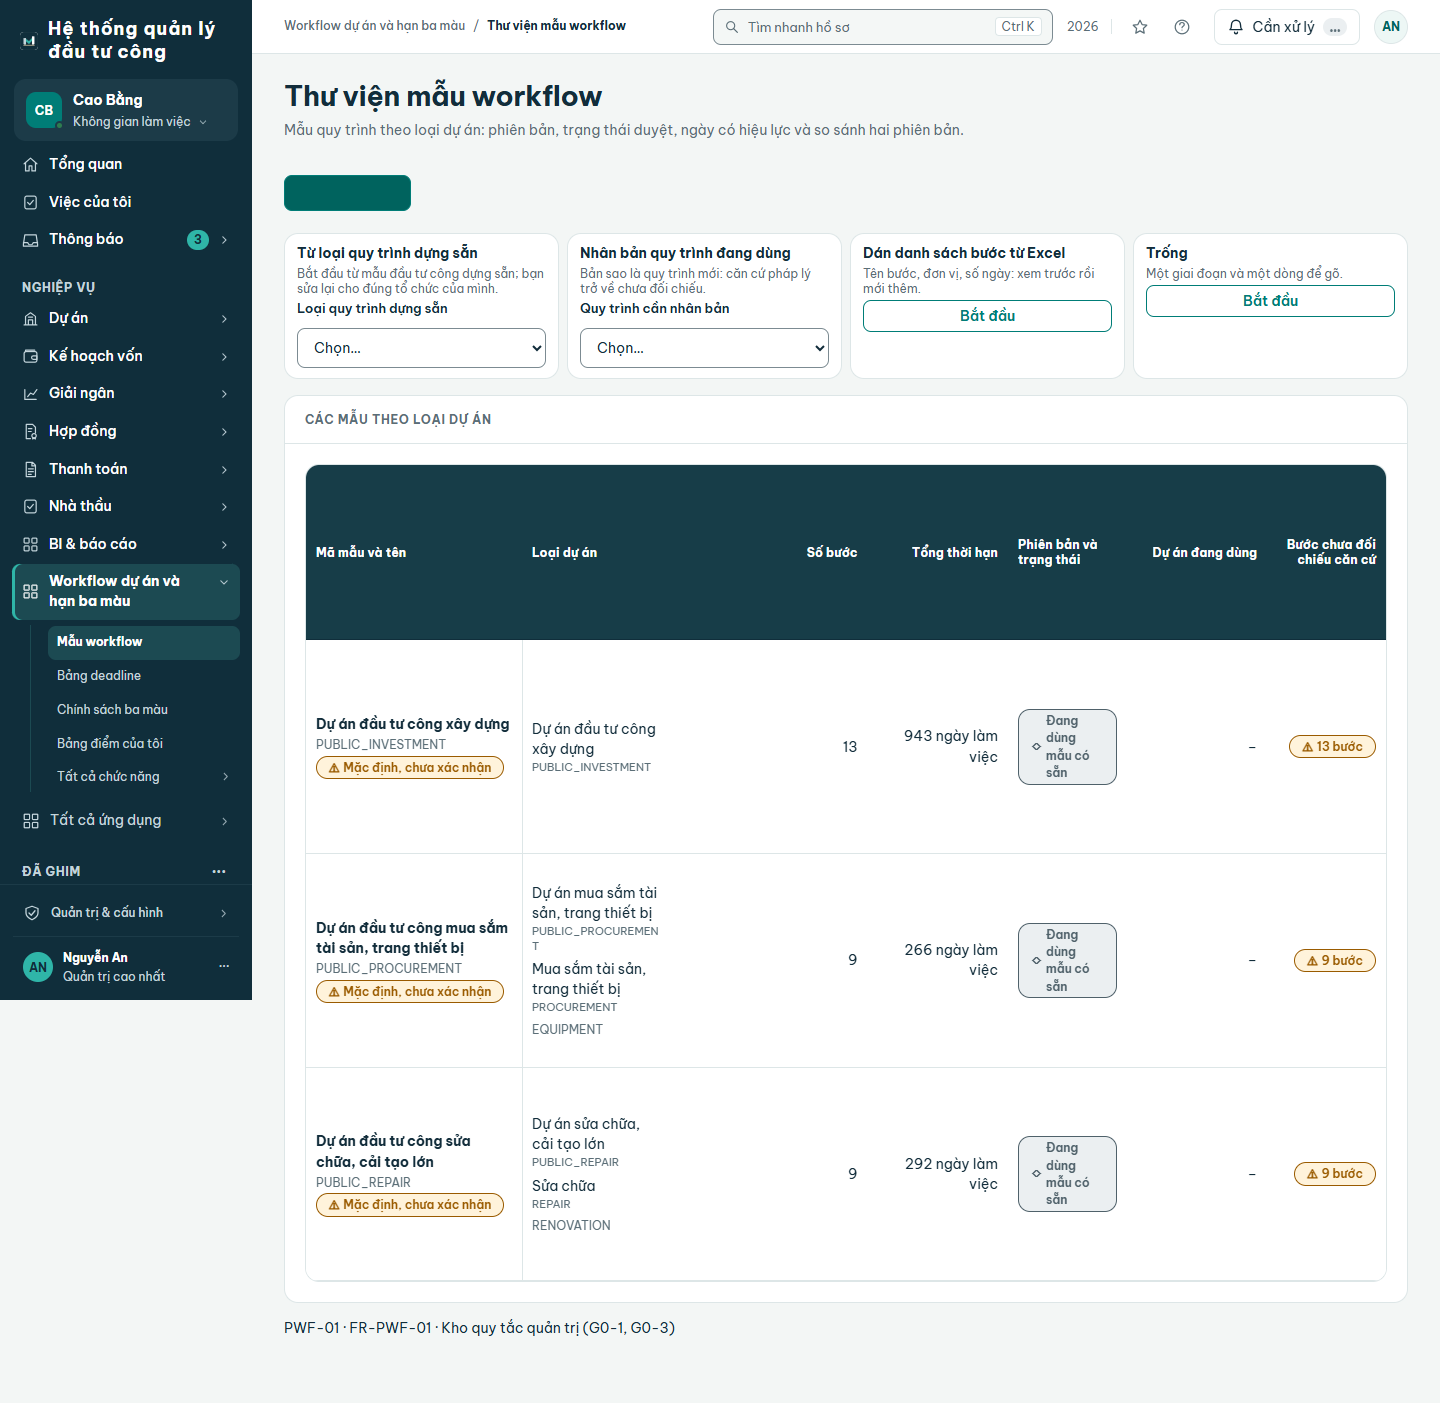 Hệ thống quản lý
đầu tư công
CB
Cao Bằng
Không gian làm việc
Tổng quan
Việc của tôi
Thông báo
3
NGHIỆP VỤ
Dự án
Kế hoạch vốn
Giải ngân
Hợp đồng
Thanh toán
Nhà thầu
BI & báo cáo
Workflow dự án và
hạn ba màu
Mẫu workflow
Bảng deadline
Chính sách ba màu
Bảng điểm của tôi
Tất cả chức năng
Tất cả ứng dụng
ĐÃ GHIM
Quản trị & cấu hình
AN
Nguyễn An
Quản trị cao nhất
Workflow dự án và hạn ba màu / Thư viện mẫu workflow
Tìm nhanh hồ sơ
Ctrl K
2026
Cần xử lý
...
AN
Thư viện mẫu workflow
Mẫu quy trình theo loại dự án: phiên bản, trạng thái duyệt, ngày có hiệu lực và so sánh hai phiên bản.
Từ loại quy trình dựng sẵn
Bắt đầu từ mẫu đầu tư công dựng sẵn; bạn
sửa lại cho đúng tổ chức của mình.
Loại quy trình dựng sẵn
Chọn...
Nhân bản quy trình đang dùng
Bản sao là quy trình mới: căn cứ pháp lý
trở về chưa đối chiếu.
Quy trình cần nhân bản
Chọn...
Dán danh sách bước từ Excel
Tên bước, đơn vị, số ngày: xem trước rồi
mới thêm.
Bắt đầu
Trống
Một giai đoạn và một dòng để gõ.
Bắt đầu
CÁC MẪU THEO LOẠI DỰ ÁN
Mã mẫu và tên
Loại dự án
Số bước
Tổng thời hạn
Phiên bản và
trạng thái
Dự án đang dùng
Bước chưa đối
chiếu căn cứ
Dự án đầu tư công xây dựng
PUBLIC_INVESTMENT
Mặc định, chưa xác nhận
Dự án đầu tư công
xây dựng
PUBLIC_INVESTMENT
13
943 ngày làm
việc
Đang
dùng
mẫu có
sẵn
–
13 bước
Dự án đầu tư công mua sắm
tài sản, trang thiết bị
PUBLIC_PROCUREMENT
Mặc định, chưa xác nhận
Dự án mua sắm tài
sản, trang thiết bị
PUBLIC_PROCUREMEN
T
Mua sắm tài sản,
trang thiết bị
PROCUREMENT
EQUIPMENT
9
266 ngày làm
việc
Đang
dùng
mẫu có
sẵn
–
9 bước
Dự án đầu tư công sửa
chữa, cải tạo lớn
PUBLIC_REPAIR
Mặc định, chưa xác nhận
Dự án sửa chữa,
cải tạo lớn
PUBLIC_REPAIR
Sửa chữa
REPAIR
RENOVATION
9
292 ngày làm
việc
Đang
dùng
mẫu có
sẵn
–
9 bước
PWF-01 · FR-PWF-01 · Kho quy tắc quản trị (G0-1, G0-3)